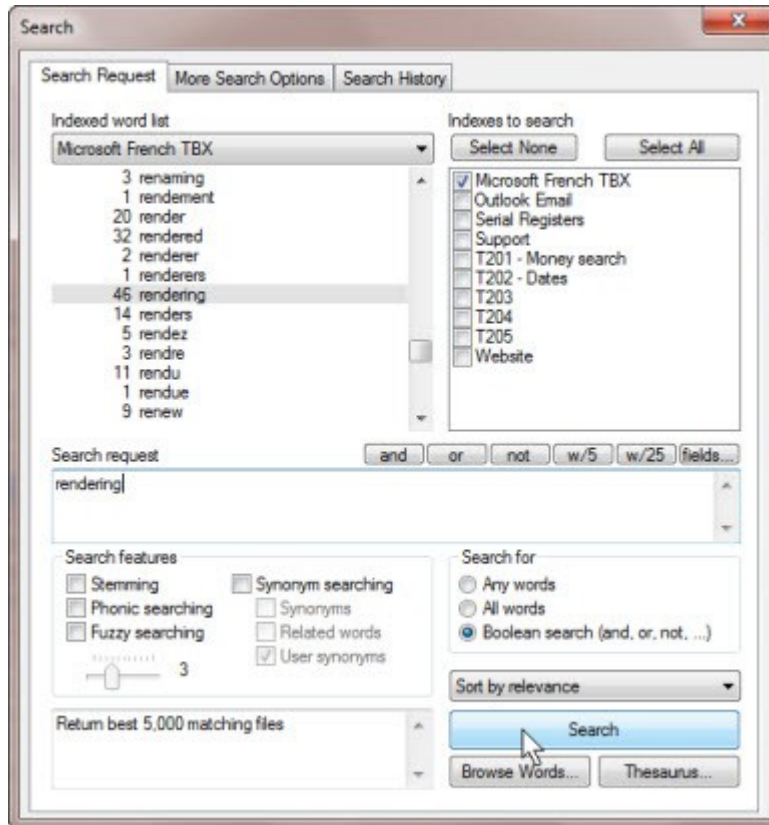 Search
Search Request More Search Options Search History
Indexed word list
Microsoft French TBX
3 renaming
1 rendement
20 render
32 rendered
2 renderer
1 renderers
46 rendering
14 renders
5 rendez
3 rendre
11 rendu
1 rendue
9 renew
Indexes to search
Select None Select All
Microsoft French TBX
Outlook Email
Serial Registers
Support
T201 - Money search
T202 - Dates
T203
T204
T205
Website
Search request and or not w/5 w/25 fields...
rendering
Search features
Stemming
Phonic searching
Fuzzy searching
3
Synonym searching
Synonyms
Related words
User synonyms
Search for
Any words
All words
Boolean search (and, or, not, ...)
Sort by relevance
Return best 5,000 matching files
Search
Browse Words... Thesaurus...